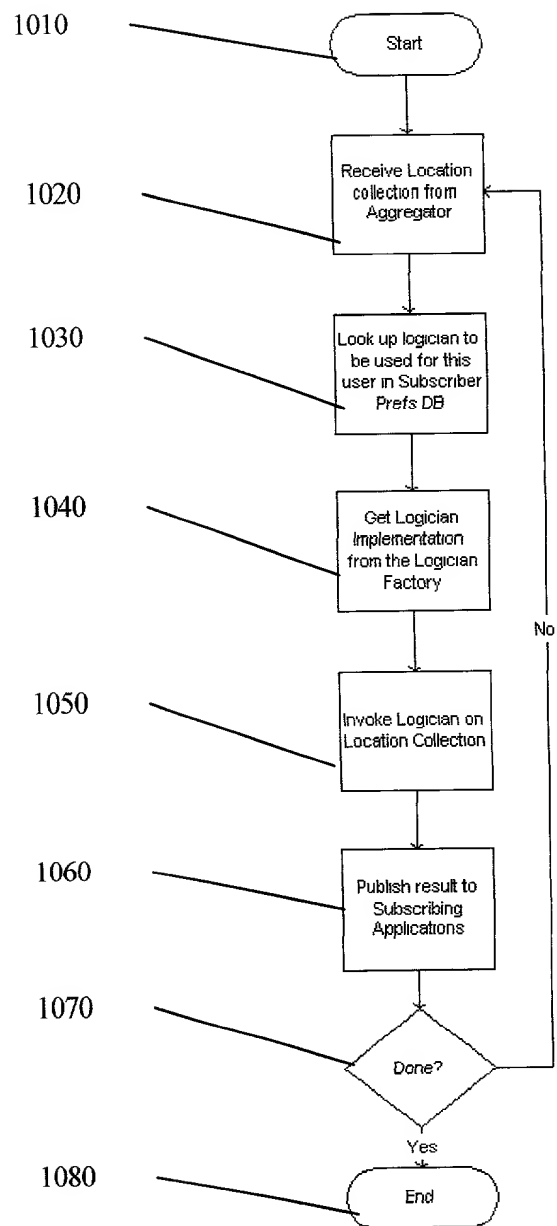 1010
Start
1020
Receive Location
collection from
Aggregator
1030
Look up logician to
be used for this
user in Subscriber
Prefs DB
1040
Get Logician
Implementation
from the Logician
Factory
No
1050
Invoke Logician on
Location Collection
1060
Publish result to
Subscribing
Applications
1070
Done?
Yes
1080
End